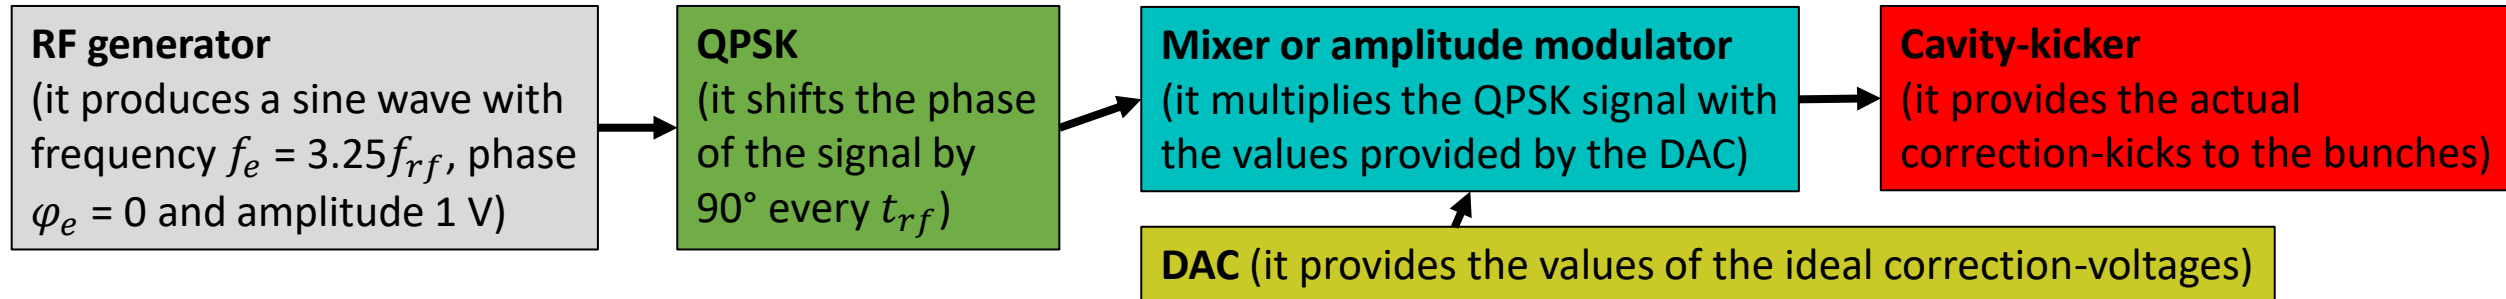 RF generator
(it produces a sine wave with
frequency 𝑓𝑒 = 3.25𝑓𝑟𝑓, phase
𝜑𝑒 = 0 and amplitude 1 V)
QPSK
(it shifts the phase
of the signal by
90° every 𝑡𝑟𝑓)
Mixer or amplitude modulator
(it multiplies the QPSK signal with
the values provided by the DAC)
Cavity-kicker
(it provides the actual
correction-kicks to the bunches)
DAC (it provides the values of the ideal correction-voltages)